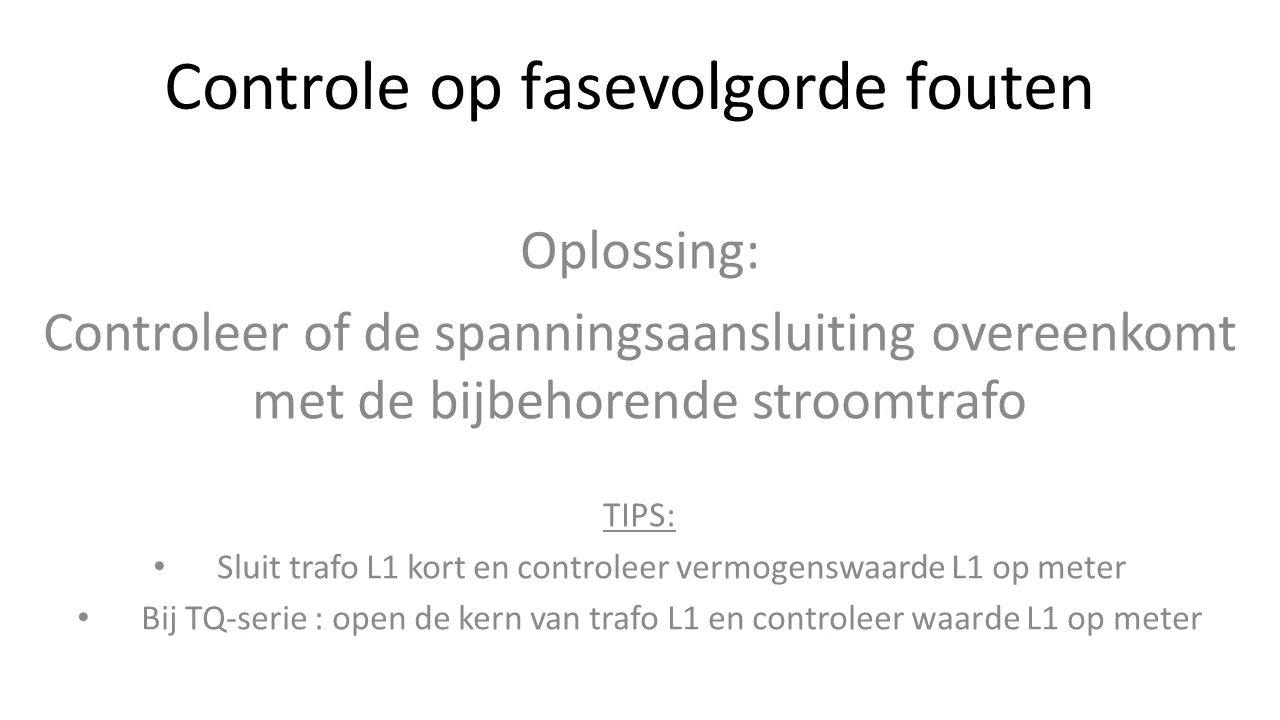 Controle op fasevolgorde fouten
Oplossing:
Controleer of de spanningsaansluiting overeenkomt
met de bijbehorende stroomtrafo
TIPS:
• Sluit trafo L1 kort en controleer vermogenswaarde L1 op meter
• Bij TQ-serie : open de kern van trafo L1 en controleer waarde L1 op meter